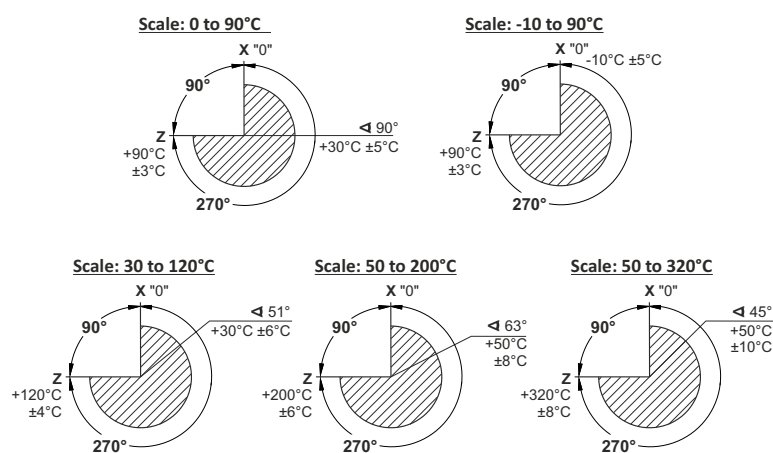 Scale: 0 to 90°C
X "0"
90°
∢ 90°
+30°C ±5°C
Z
+90°C
±3°C
270°
Scale: -10 to 90°C
X "0"
-10°C ±5°C
90°
Z
+90°C
±3°C
270°
Scale: 30 to 120°C
X "0"
90°
∢ 51°
+30°C ±6°C
Z
+120°C
±4°C
270°
Scale: 50 to 200°C
X "0"
90°
∢ 63°
+50°C
±8°C
Z
+200°C
±6°C
270°
Scale: 50 to 320°C
X "0"
90°
∢ 45°
+50°C
±10°C
Z
+320°C
±8°C
270°